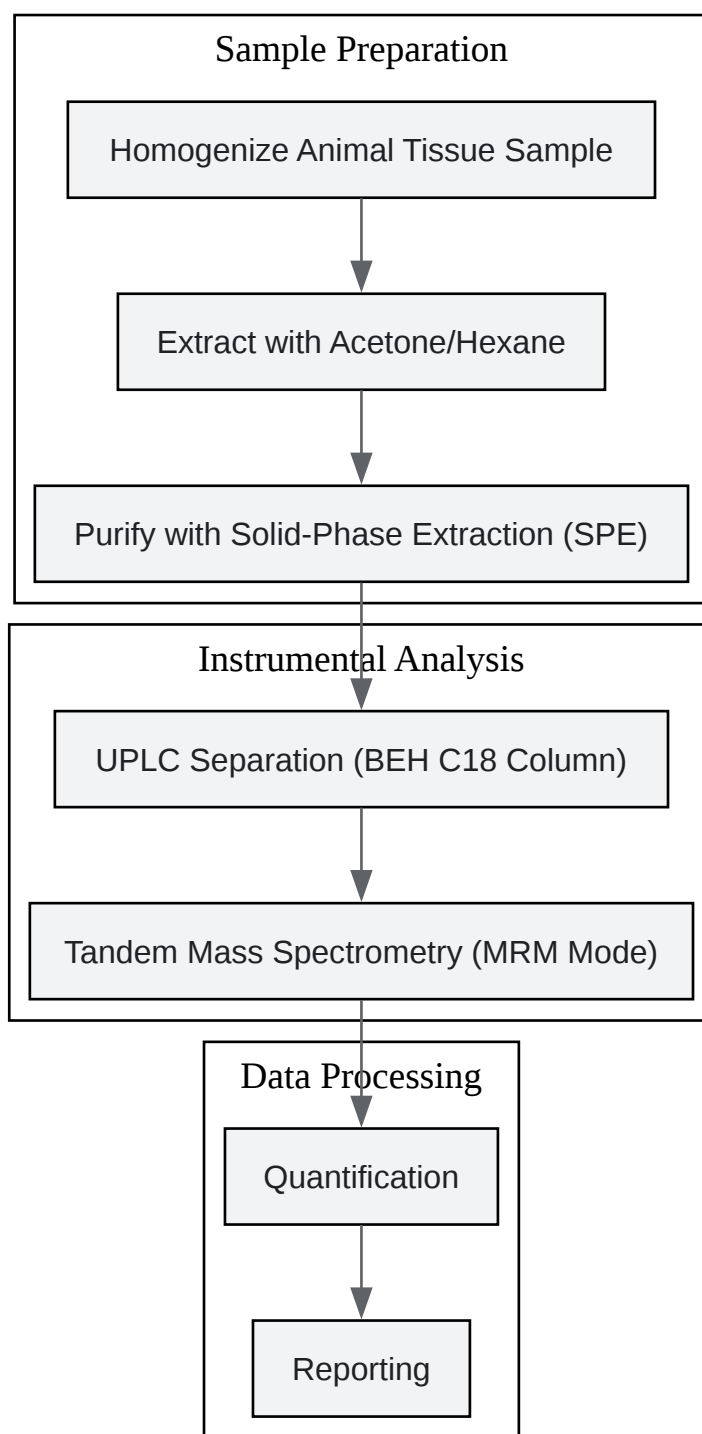 Sample Preparation
Homogenize Animal Tissue Sample
Extract with Acetone/Hexane
Purify with Solid-Phase Extraction (SPE)
Instrumental Analysis
UPLC Separation (BEH C18 Column)
Tandem Mass Spectrometry (MRM Mode)
Data Processing
Quantification
Reporting